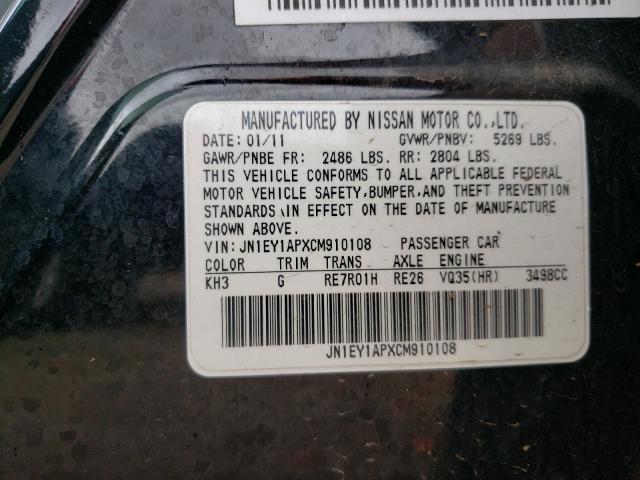 MANUFACTURED BY NISSAN MOTOR CO.,LTD.
DATE: 01/11 GVWR/PNBV: 5269 LBS.
GAWR/PNBE FR: 2486 LBS. RR: 2804 LBS.
THIS VEHICLE CONFORMS TO ALL APPLICABLE FEDERAL
MOTOR VEHICLE SAFETY, BUMPER, AND THEFT PREVENTION
STANDARDS IN EFFECT ON THE DATE OF MANUFACTURE
SHOWN ABOVE.
VIN: JN1EY1APXCM910108 PASSENGER CAR
COLOR TRIM TRANS AXLE ENGINE
KH3 G RE7R01H RE26 VQ35(HR) 3498CC
JN1EY1APXCM910108